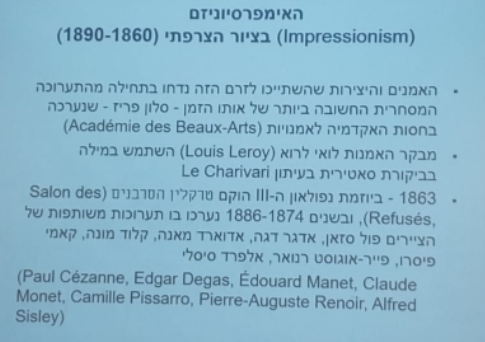 האימפרסיוניזם
(Impressionism) בציור הצרפתי (1890-1860)
• האמנים והיצירות שהשתייכו לזרם הזה נדחו בתחילה מהתערוכה
המסחרית החשובה ביותר של אותו הזמן - סלון פריז - שנערכה
בחסות האקדמיה לאמנויות (Académie des Beaux-Arts)
• מבקר האמנות לואי לרוא (Louis Leroy) השתמש במילה
בביקורת סאטירית בעיתון Le Charivari
• 1863 - ביוזמת נפולאון ה-III הוקם טרקלין הסרבנים (Salon des
Refusés), ובשנים 1886-1874 נערכו בו תערוכות משותפות של
הציירים פול סזאן, אדגר דגה, אדוארד מאנה, קלוד מונה, קאמי
פיסרו, פייר-אוגוסט רנואר, אלפרד סיסלי
(Paul Cézanne, Edgar Degas, Édouard Manet, Claude
Monet, Camille Pissarro, Pierre-Auguste Renoir, Alfred
Sisley)